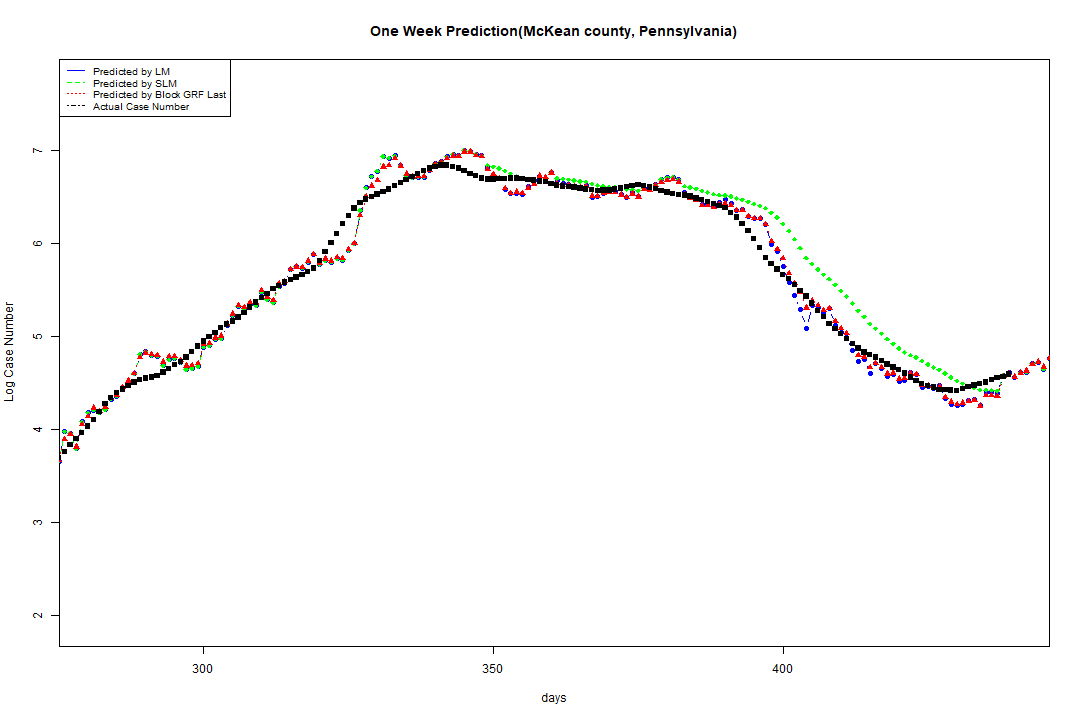 One Week Prediction(McKean county, Pennsylvania)
Predicted by LM
Predicted by SLM
Predicted by Block GRF Last
Actual Case Number
7
6
5
4
3
2
Log Case Number
300
350
400
days